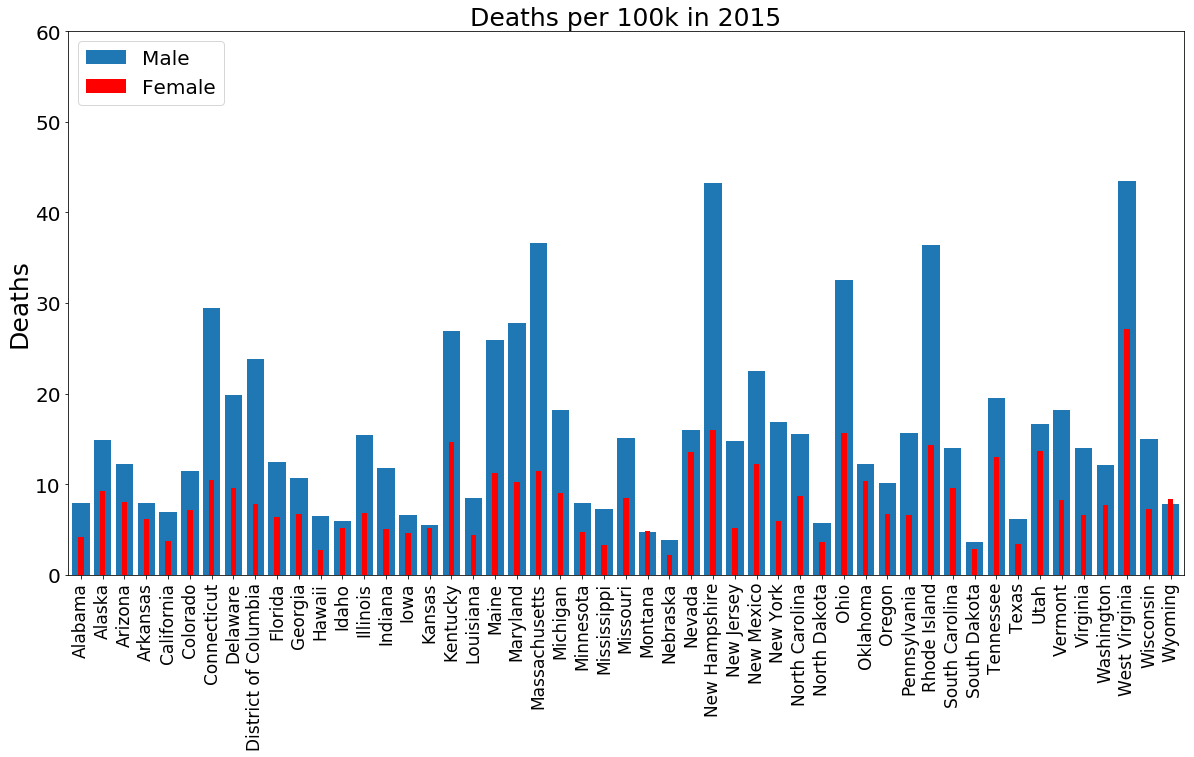 Deaths per 100k in 2015
Male
Female
Deaths
60
50
40
30
20
10
0
Alabama
Alaska
Arizona
Arkansas
California
Colorado
Connecticut
Delaware
District of Columbia
Florida
Georgia
Hawaii
Idaho
Illinois
Indiana
Iowa
Kansas
Kentucky
Louisiana
Maine
Maryland
Massachusetts
Michigan
Minnesota
Mississippi
Missouri
Montana
Nebraska
Nevada
New Hampshire
New Jersey
New Mexico
New York
North Carolina
North Dakota
Ohio
Oklahoma
Oregon
Pennsylvania
Rhode Island
South Carolina
South Dakota
Tennessee
Texas
Utah
Vermont
Virginia
Washington
West Virginia
Wisconsin
Wyoming